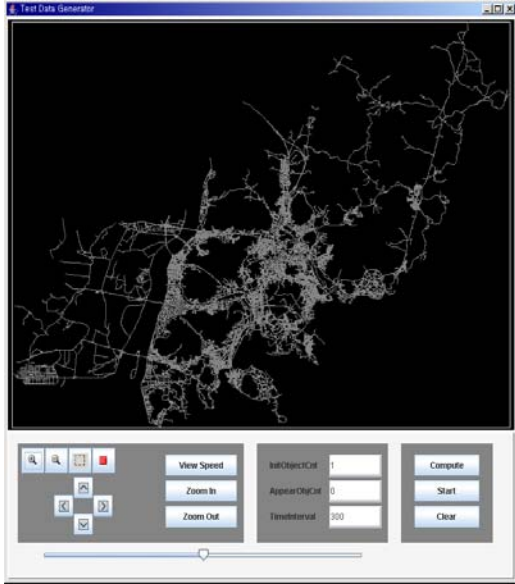 Test Data Generator
View Speed
Zoom In
Zoom Out
InitObjectCnt 1
AppearObjCnt 0
TimeInterval 300
Compute
Start
Clear